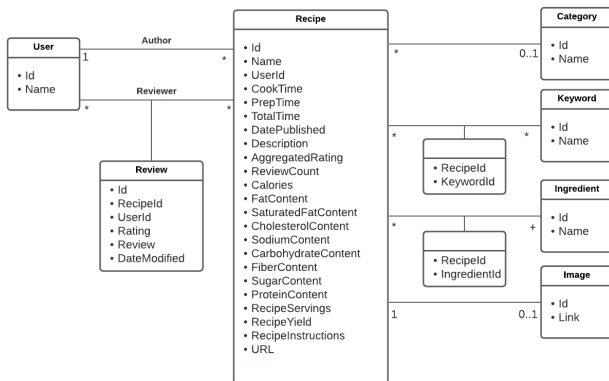 User
• Id
• Name
Author
1
*
Reviewer
*
*
Review
• Id
• RecipeId
• UserId
• Rating
• Review
• DateModified
Recipe
• Id
• Name
• UserId
• CookTime
• PrepTime
• TotalTime
• DatePublished
• Description
• AggregatedRating
• ReviewCount
• Calories
• FatContent
• SaturatedFatContent
• CholesterolContent
• SodiumContent
• CarbohydrateContent
• FiberContent
• SugarContent
• ProteinContent
• RecipeServings
• RecipeYield
• RecipeInstructions
• URL
*
0..1
Category
• Id
• Name
*
*
• RecipeId
• KeywordId
Keyword
• Id
• Name
*
+
• RecipeId
• IngredientId
Ingredient
• Id
• Name
1
0..1
Image
• Id
• Link